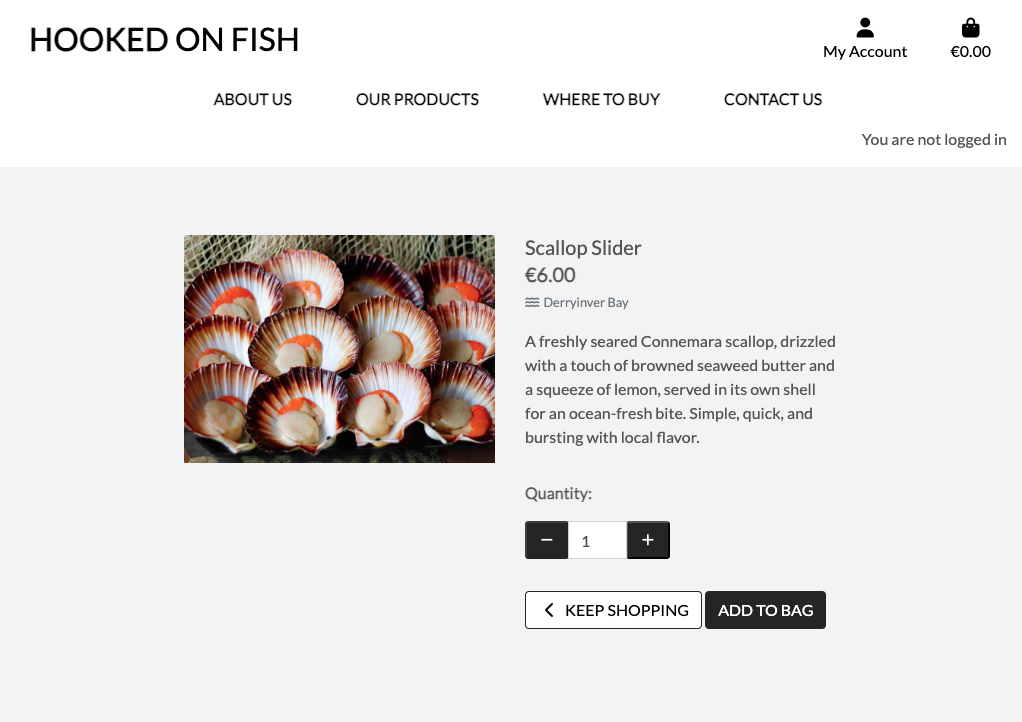 HOOKED ON FISH
My Account
€0.00
ABOUT US
OUR PRODUCTS
WHERE TO BUY
CONTACT US
You are not logged in
Scallop Slider
€6.00
Derryinver Bay
A freshly seared Connemara scallop, drizzled
with a touch of browned seaweed butter and
a squeeze of lemon, served in its own shell
for an ocean-fresh bite. Simple, quick, and
bursting with local flavor.
Quantity:
− 1 +
KEEP SHOPPING
ADD TO BAG